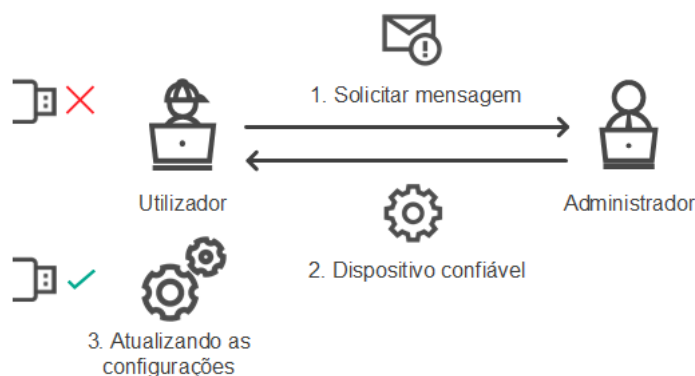 1. Solicitar mensagem
Utilizador
Administrador
2. Dispositivo confiável
3. Atualizando as
configurações